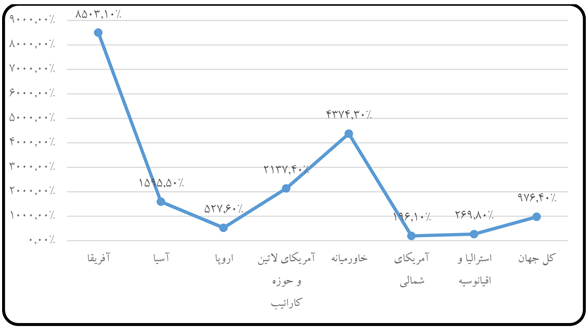 ۹۰۰۰,۰۰٪
۸۰۰۰,۰۰٪
۷۰۰۰,۰۰٪
۶۰۰۰,۰۰٪
۵۰۰۰,۰۰٪
۴۰۰۰,۰۰٪
۳۰۰۰,۰۰٪
۲۰۰۰,۰۰٪
۱۰۰۰,۰۰٪
۰,۰۰٪
۸۵۰۳,۱۰٪
۱۵۹۵,۵۰٪
۵۲۷,۶۰٪
۲۱۳۷,۴۰٪
۴۳۷۴,۳۰٪
۱۹۶,۱۰٪
۲۶۹,۸۰٪
۹۷۶,۴۰٪
آفریقا
آسیا
اروپا
آمریکای لاتین
و حوزه
کارائیب
خاورمیانه
آمریکای
شمالی
استرالیا و
اقیانوسیه
کل جهان